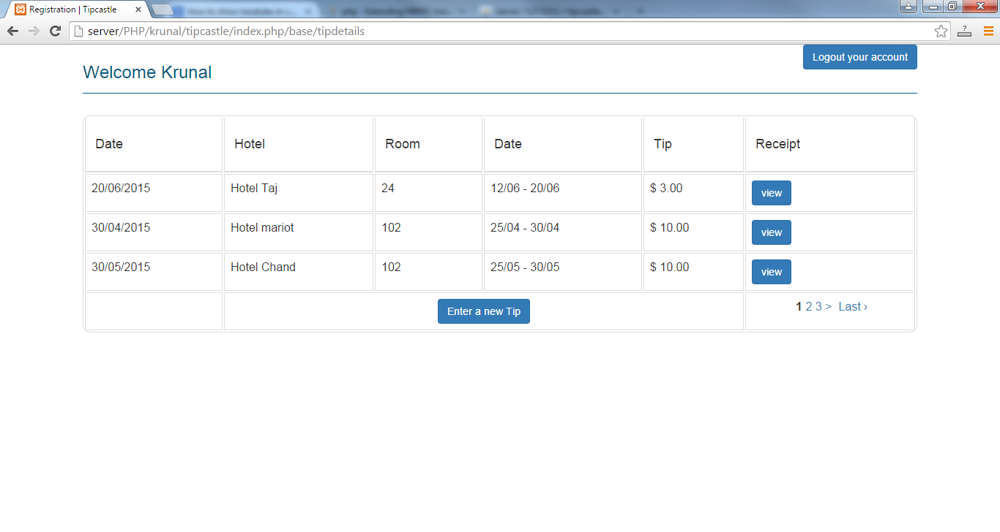 Registration | Tipcastle
server/PHP/krunal/tipcastle/index.php/base/tipdetails
Logout your account
Welcome Krunal
Date Hotel Room Date Tip Receipt
20/06/2015 Hotel Taj 24 12/06 - 20/06 $ 3.00 view
30/04/2015 Hotel mariot 102 25/04 - 30/04 $ 10.00 view
30/05/2015 Hotel Chand 102 25/05 - 30/05 $ 10.00 view
Enter a new Tip 1 2 3 > Last ›